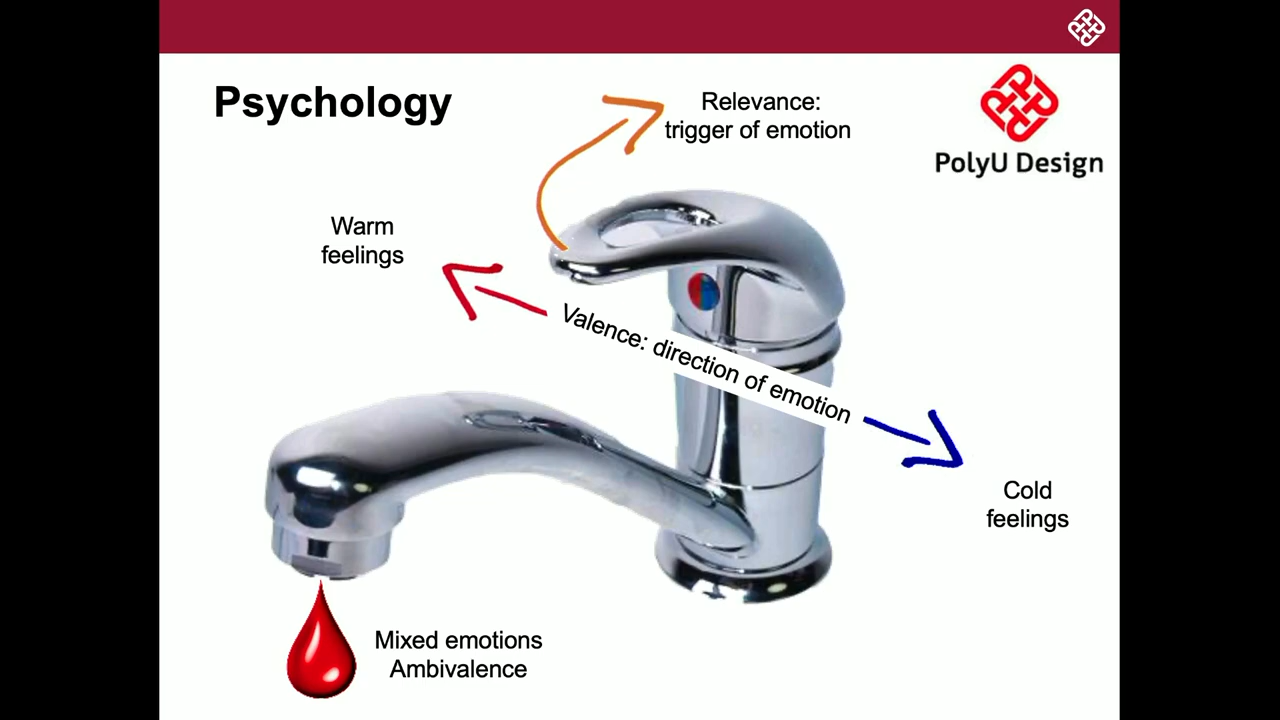 Psychology
Relevance:
trigger of emotion
PolyU Design
Warm
feelings
Valence: direction of emotion
Cold
feelings
Mixed emotions
Ambivalence